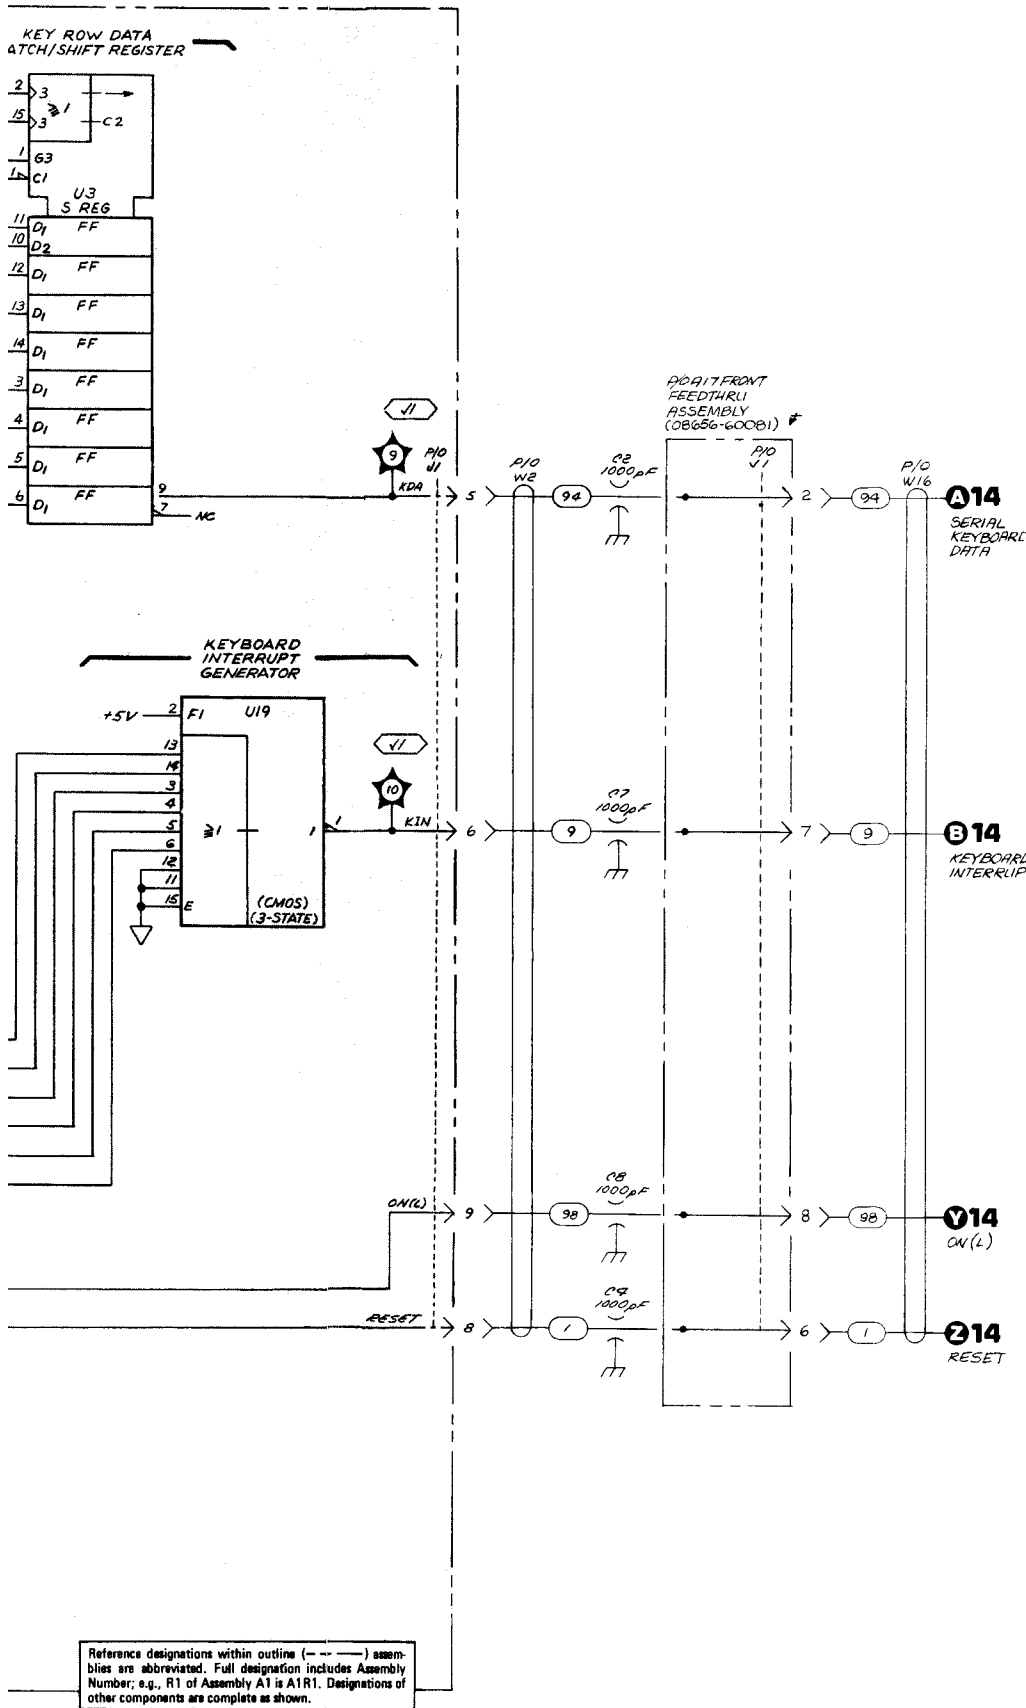 KEY ROW DATA
ATCH/SHIFT REGISTER
2 3
≥1
15 3
C2
1 G3
1 C1
U3
S REG
11 D1 FF
10 D2
12 D1 FF
13 D1 FF
14 D1 FF
3 D1 FF
4 D1 FF
5 D1 FF
6 D1 FF
9
7 NC
√1
9
KDA
P/O
J1
5
P/O
W2
94
C2
1000pF
P/O A17 FRONT
FEEDTHRU
ASSEMBLY
(08656-60081)
P/O
J1
2
94
P/O
W16
A14
SERIAL
KEYBOARD
DATA
KEYBOARD
INTERRUPT
GENERATOR
+5V 2 F1 U19
13
14
3
4
5
6
12
11
15 E
≥1
1 1
(CMOS)
(3-STATE)
√1
10
KIN
6
9
C7
1000pF
7
9
B14
KEYBOARD
INTERRUP
ON(L)
9
98
C8
1000pF
8
98
Y14
ON(L)
RESET
8
1
C4
1000pF
6
1
Z14
RESET
Reference designations within outline (— - - —) assem-
blies are abbreviated. Full designation includes Assembly
Number; e.g., R1 of Assembly A1 is A1R1. Designations of
other components are complete as shown.